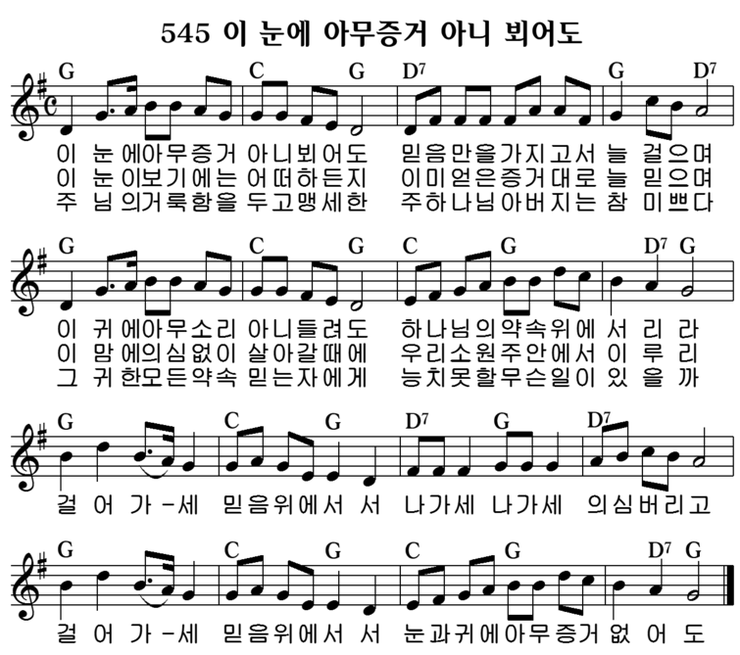 545 이 눈에 아무증거 아니 뵈어도
G C G D7 G D7
이 눈 에아무증거 아니뵈어도 믿음만을가지고서 늘 걸으며
이 눈 이보기에는 어떠하든지 이미얻은증거대로 늘 믿으며
주 님 의거룩함을 두고맹세한 주하나님아버지는 참 미쁘다
G C G C G D7 G
이 귀 에아무소리 아니들려도 하나님의약속위에 서 리 라
이 맘 에의심없이 살아갈때에 우리소원주안에서 이 루 리
그 귀 한모든약속 믿는자에게 능치못할무슨일이 있 을 까
G C G D7 G D7
걸 어 가 -세 믿음위에서 서 나가세 나가세 의심버리고
G C G C G D7 G
걸 어 가 -세 믿음위에서 서 눈과귀에아무증거 없 어 도